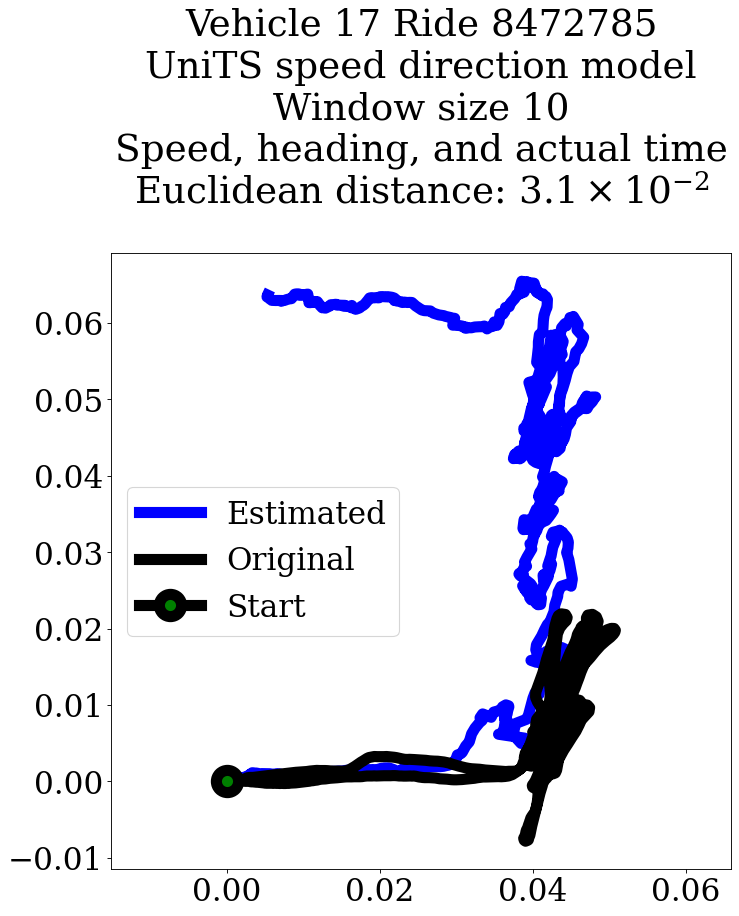 Vehicle 17 Ride 8472785
UniTS speed direction model
Window size 10
Speed, heading, and actual time
Euclidean distance: 3.1 × 10⁻²
0.06
0.05
0.04
0.03
0.02
0.01
0.00
−0.01
Estimated
Original
Start
0.00 0.02 0.04 0.06